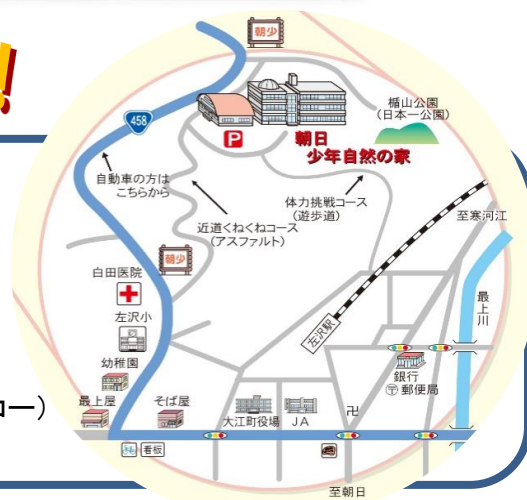 !
朝少
458
P
楯山公園
(日本一公園)
朝日
少年自然の家
自動車の方は
こちらから
近道くねくねコース
(アスファルト)
体力挑戦コース
(遊歩道)
至寒河江
朝少
白田医院
左沢小
幼稚園
最上屋
そば屋
左沢駅
最上川
銀行
〒郵便局
大江町役場
JA
卍
看板
至朝日
ロー)